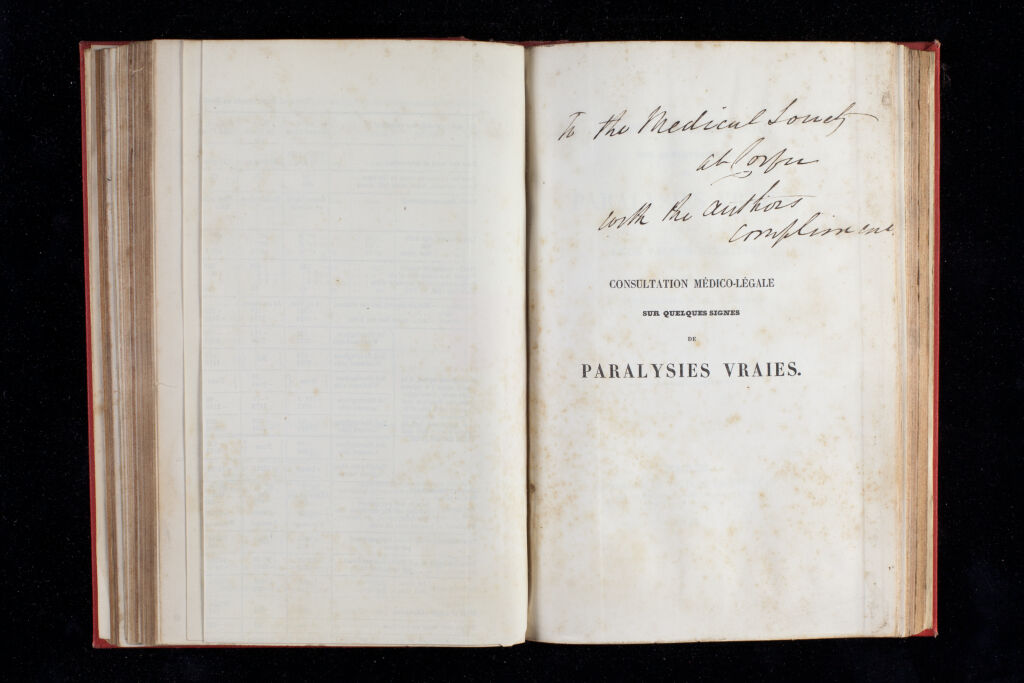 To the Medical Society
at Corfu
with the authors
compliments
CONSULTATION MÉDICO-LÉGALE
SUR QUELQUES SIGNES
DE
PARALYSIES VRAIES.